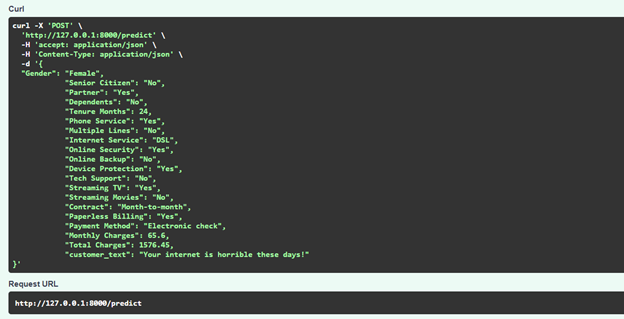 Curl
curl -X 'POST' \
  'http://127.0.0.1:8000/predict' \
  -H 'accept: application/json' \
  -H 'Content-Type: application/json' \
  -d '{
  "Gender": "Female",
            "Senior Citizen": "No",
            "Partner": "Yes",
            "Dependents": "No",
            "Tenure Months": 24,
            "Phone Service": "Yes",
            "Multiple Lines": "No",
            "Internet Service": "DSL",
            "Online Security": "Yes",
            "Online Backup": "No",
            "Device Protection": "Yes",
            "Tech Support": "No",
            "Streaming TV": "Yes",
            "Streaming Movies": "No",
            "Contract": "Month-to-month",
            "Paperless Billing": "Yes",
            "Payment Method": "Electronic check",
            "Monthly Charges": 65.6,
            "Total Charges": 1576.45,
            "customer_text": "Your internet is horrible these days!"
}'
Request URL
http://127.0.0.1:8000/predict